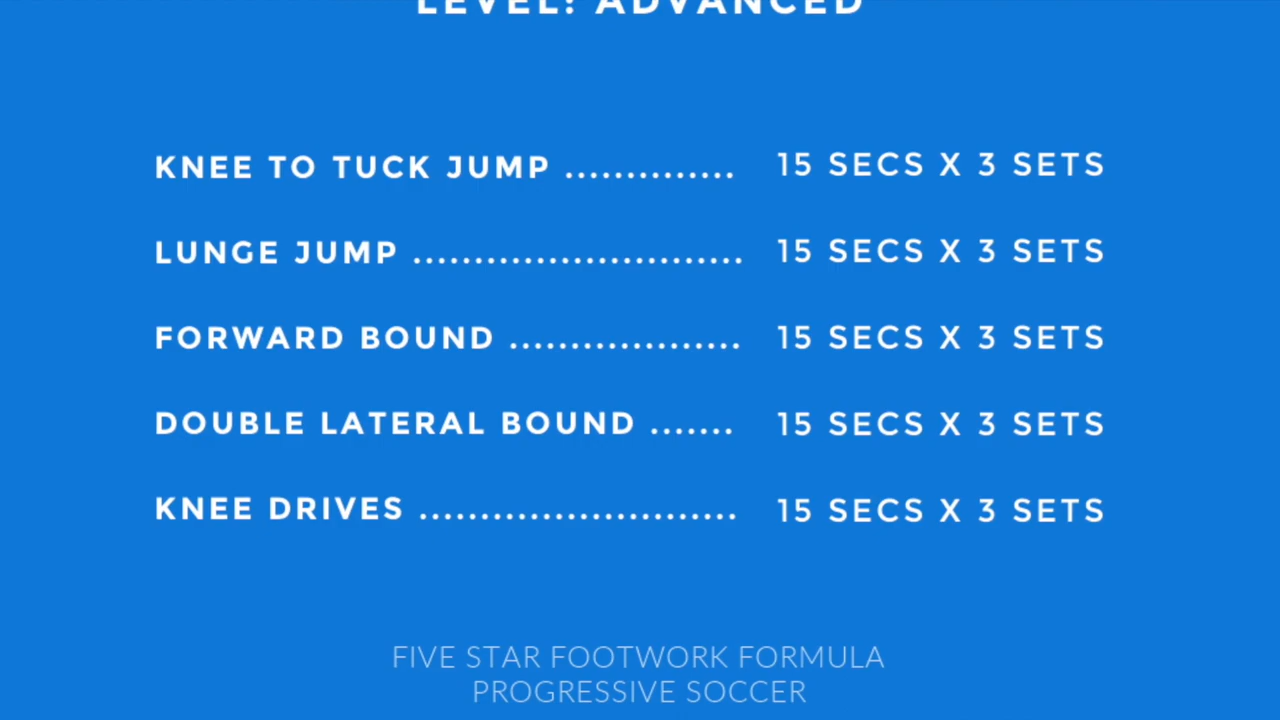 LEVEL: ADVANCED
KNEE TO TUCK JUMP .............. 15 SECS X 3 SETS
LUNGE JUMP ........................... 15 SECS X 3 SETS
FORWARD BOUND ................... 15 SECS X 3 SETS
DOUBLE LATERAL BOUND ....... 15 SECS X 3 SETS
KNEE DRIVES .......................... 15 SECS X 3 SETS
FIVE STAR FOOTWORK FORMULA
PROGRESSIVE SOCCER